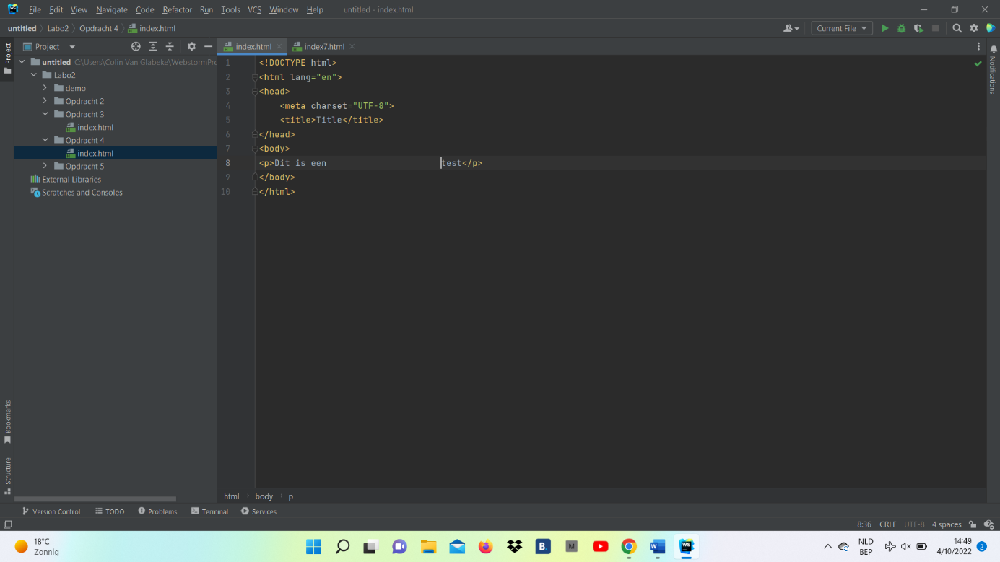 File Edit View Navigate Code Refactor Run Tools VCS Window Help untitled - index.html
untitled Labo2 Opdracht 4 index.html Current File
Project Project index.html index7.html
untitled C:\Users\Colin Van Glabeke\WebstormPro
Labo2
demo
Opdracht 2
Opdracht 3
index.html
Opdracht 4
index.html
Opdracht 5
External Libraries
Scratches and Consoles
1 <!DOCTYPE html>
2 <html lang="en">
3 <head>
4 <meta charset="UTF-8">
5 <title>Title</title>
6 </head>
7 <body>
8 <p>Dit is een                      test</p>
9 </body>
10 </html>
Notifications
Bookmarks
Structure
html body p
Version Control TODO Problems Terminal Services
8:36 CRLF UTF-8 4 spaces
18°C
Zonnig
B. M W WS
NLD
BEP
14:49
4/10/2022 2